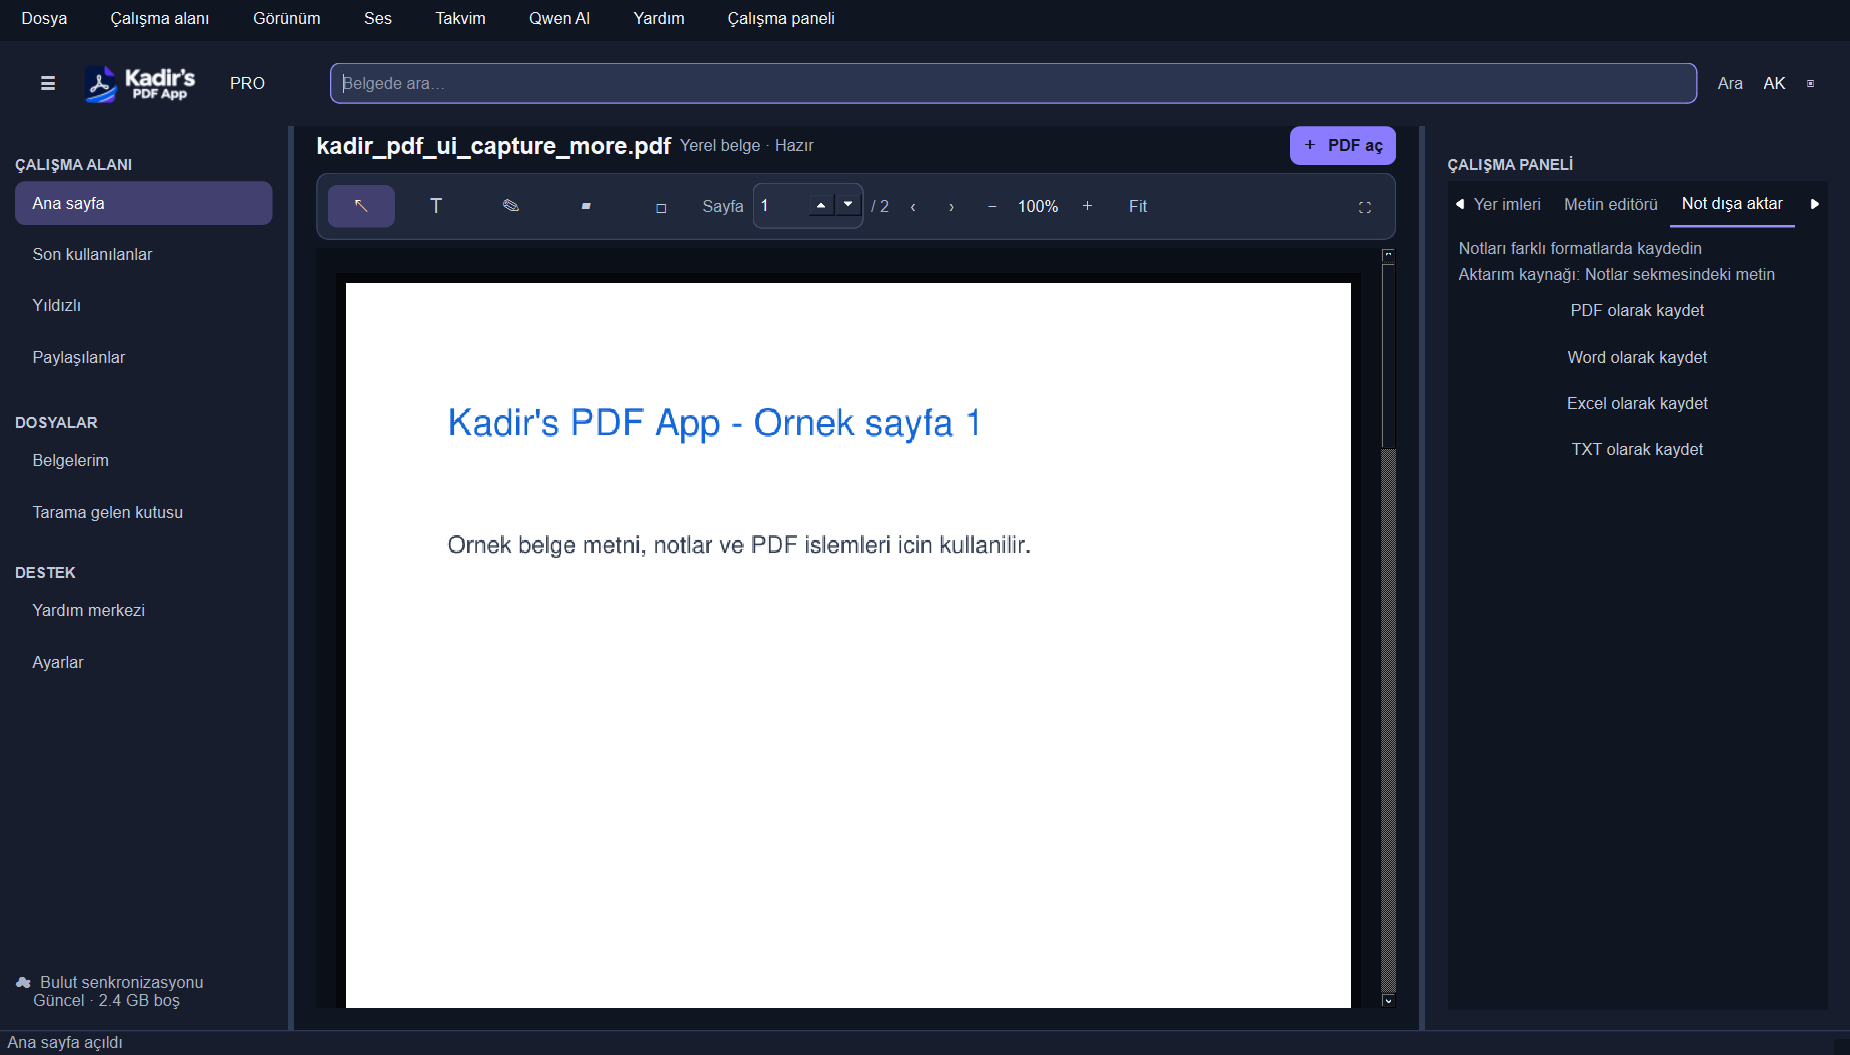 Dosya Çalışma alanı Görünüm Ses Takvim Qwen AI Yardım Çalışma paneli
Kadir's
PDF App
PRO
Belgede ara...
Ara AK
ÇALIŞMA ALANI
Ana sayfa
Son kullanılanlar
Yıldızlı
Paylaşılanlar
DOSYALAR
Belgelerim
Tarama gelen kutusu
DESTEK
Yardım merkezi
Ayarlar
Bulut senkronizasyonu
Güncel · 2.4 GB boş
kadir_pdf_ui_capture_more.pdf Yerel belge · Hazır
+ PDF aç
T Sayfa 1 / 2 ‹ › − 100% + Fit
Kadir's PDF App - Ornek sayfa 1
Ornek belge metni, notlar ve PDF islemleri icin kullanilir.
ÇALIŞMA PANELİ
Yer imleri Metin editörü Not dışa aktar
Notları farklı formatlarda kaydedin
Aktarım kaynağı: Notlar sekmesindeki metin
PDF olarak kaydet
Word olarak kaydet
Excel olarak kaydet
TXT olarak kaydet
Ana sayfa açıldı